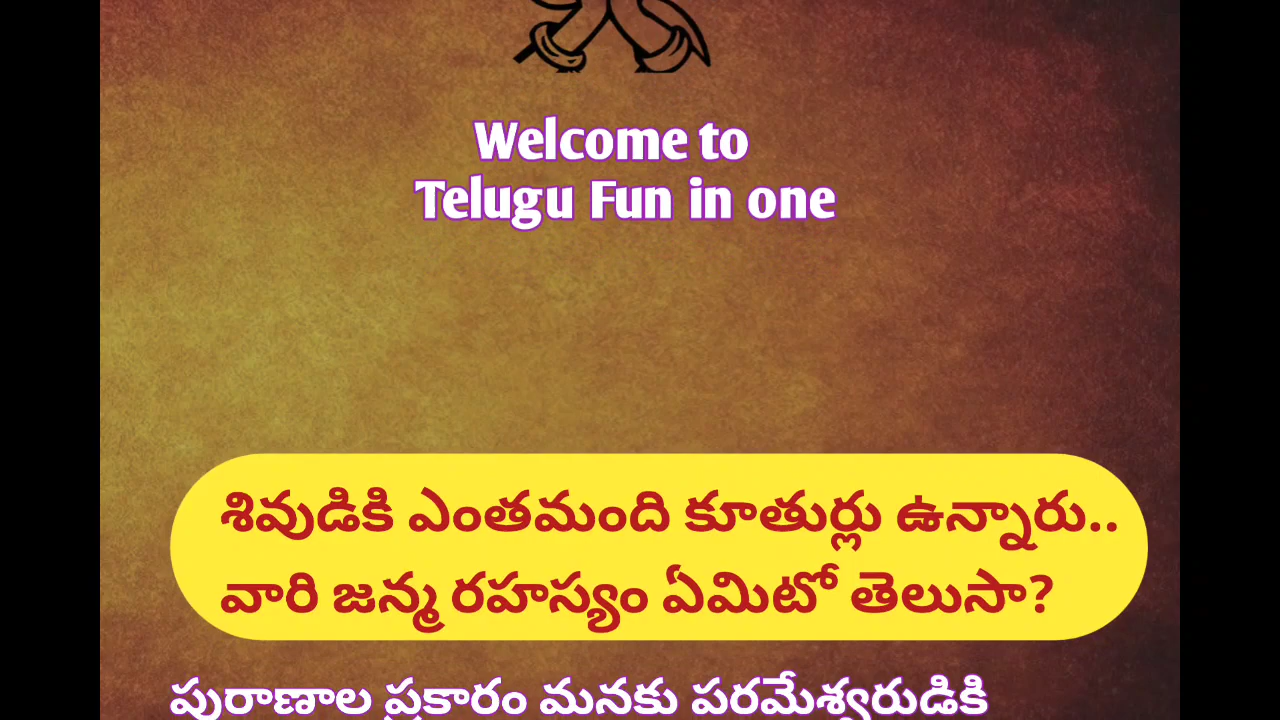 Welcome to
Telugu Fun in one
శివుడికి ఎంతమంది కూతుర్లు ఉన్నారు..
వారి జన్మ రహస్యం ఏమిటో తెలుసా?
పురాణాల ప్రకారం మనకు పరమేశ్వరుడికి